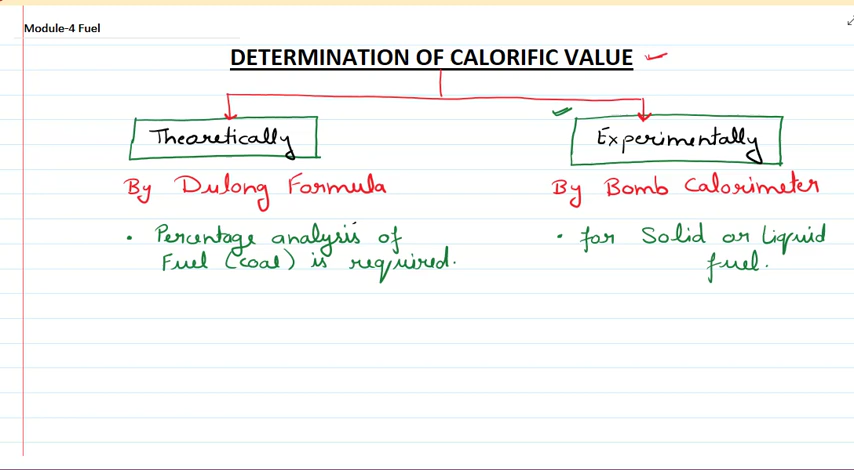 Module-4 Fuel
DETERMINATION OF CALORIFIC VALUE
Theoretically
By Dulong Formula
• Percentage analysis of
Fuel (coal) is required.
Experimentally
By Bomb Calorimeter
• for Solid or Liquid
fuel.